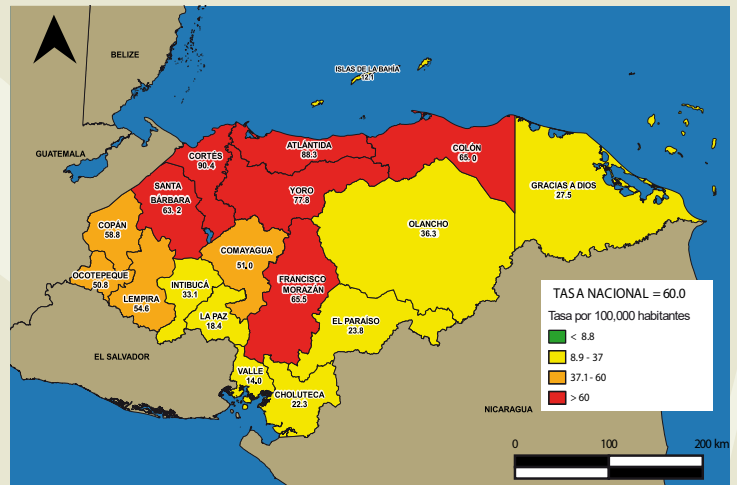 BELIZE
ISLAS DE LA BAHÍA
12.1
GUATEMALA
CORTÉS
90.4
ATLÁNTIDA
88.3
COLÓN
65.0
SANTA
BÁRBARA
63.2
YORO
77.8
GRACIAS A DIOS
27.5
COPÁN
58.8
OLANCHO
36.3
COMAYAGUA
51.0
OCOTEPEQUE
50.8
INTIBUCÁ
33.1
FRANCISCO
MORAZÁN
65.5
LEMPIRA
54.6
LA PAZ
18.4
EL PARAÍSO
23.8
EL SALVADOR
VALLE
14.0
CHOLUTECA
22.3
NICARAGUA
TASA NACIONAL = 60.0
Tasa por 100,000 habitantes
< 8.8
8.9 - 37
37.1 - 60
> 60
0 100 200 km